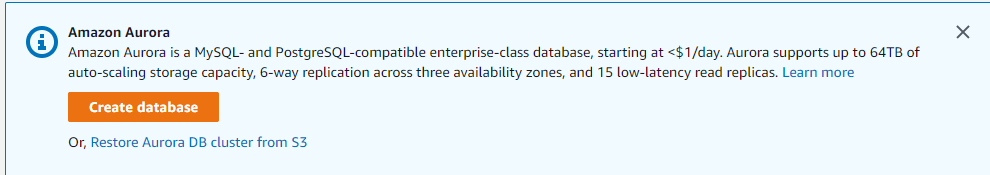 Amazon Aurora
Amazon Aurora is a MySQL- and PostgreSQL-compatible enterprise-class database, starting at <$1/day. Aurora supports up to 64TB of
auto-scaling storage capacity, 6-way replication across three availability zones, and 15 low-latency read replicas. Learn more
Create database
Or, Restore Aurora DB cluster from S3